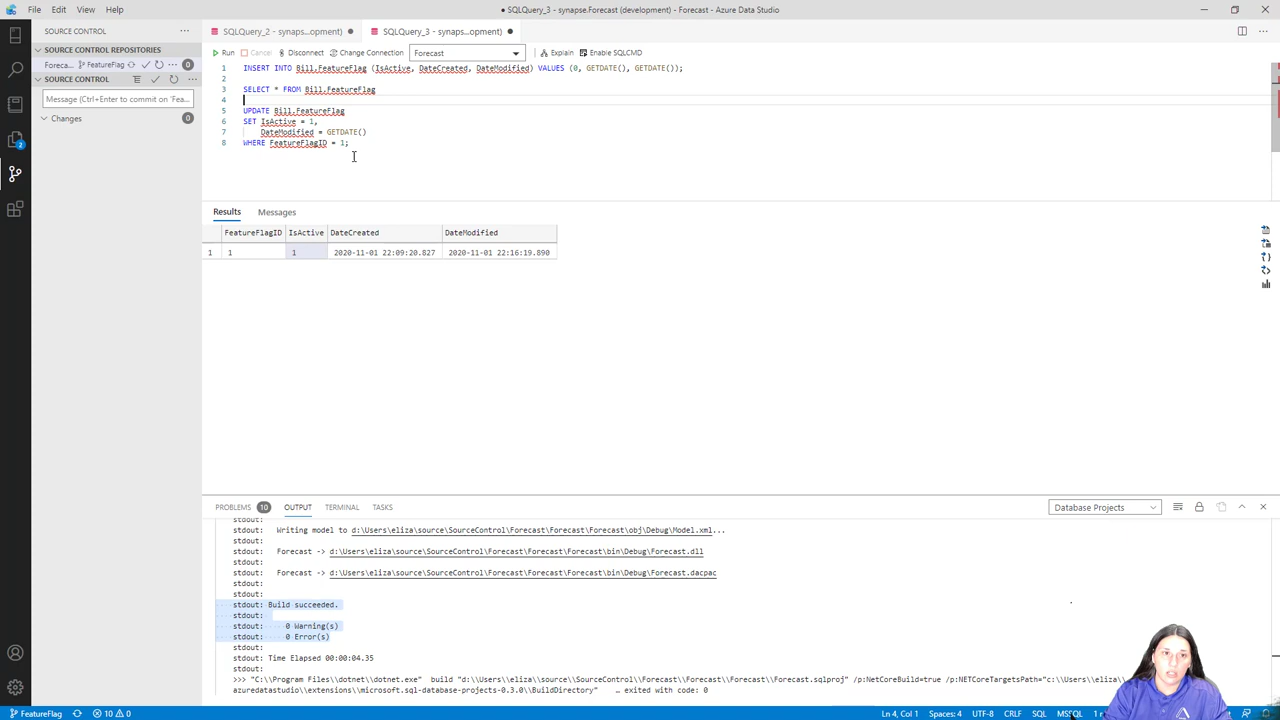 File Edit View Help
● SQLQuery_3 - synapse.Forecast (development) - Forecast - Azure Data Studio
SOURCE CONTROL ···
SOURCE CONTROL REPOSITORIES
Foreca... FeatureFlag ··· 0
SOURCE CONTROL ···
Message (Ctrl+Enter to commit on 'Fea...
Changes 0
2
SQLQuery_2 - synaps...opment) ●
SQLQuery_3 - synaps...opment) ●
Run Cancel Disconnect Change Connection Forecast Explain Enable SQLCMD
1 INSERT INTO Bill.FeatureFlag (IsActive, DateCreated, DateModified) VALUES (0, GETDATE(), GETDATE());
2
3 SELECT * FROM Bill.FeatureFlag
4
5 UPDATE Bill.FeatureFlag
6 SET IsActive = 1,
7 DateModified = GETDATE()
8 WHERE FeatureFlagID = 1;
Results Messages
FeatureFlagID IsActive DateCreated DateModified
1 1 1 2020-11-01 22:09:20.827 2020-11-01 22:16:19.890
PROBLEMS 10 OUTPUT TERMINAL TASKS Database Projects
stdout:
stdout: Writing model to d:\Users\eliza\source\SourceControl\Forecast\Forecast\Forecast\obj\Debug\Model.xml...
stdout:
stdout: Forecast -> d:\Users\eliza\source\SourceControl\Forecast\Forecast\Forecast\bin\Debug\Forecast.dll
stdout:
stdout: Forecast -> d:\Users\eliza\source\SourceControl\Forecast\Forecast\Forecast\bin\Debug\Forecast.dacpac
stdout:
stdout:
stdout: Build succeeded.
stdout:
stdout: 0 Warning(s)
stdout: 0 Error(s)
stdout:
stdout: Time Elapsed 00:00:04.35
stdout:
>>> "C:\\Program Files\\dotnet\\dotnet.exe" build "d:\\Users\\eliza\\source\\SourceControl\\Forecast\\Forecast\\Forecast\\Forecast.sqlproj" /p:NetCoreBuild=true /p:NETCoreTargetsPath="c:\\Users\\eliza\\
azuredatastudio\\extensions\\microsoft.sql-database-projects-0.3.0\\BuildDirectory" … exited with code: 0
FeatureFlag 10 0
Ln 4, Col 1 Spaces: 4 UTF-8 CRLF SQL MSSQL